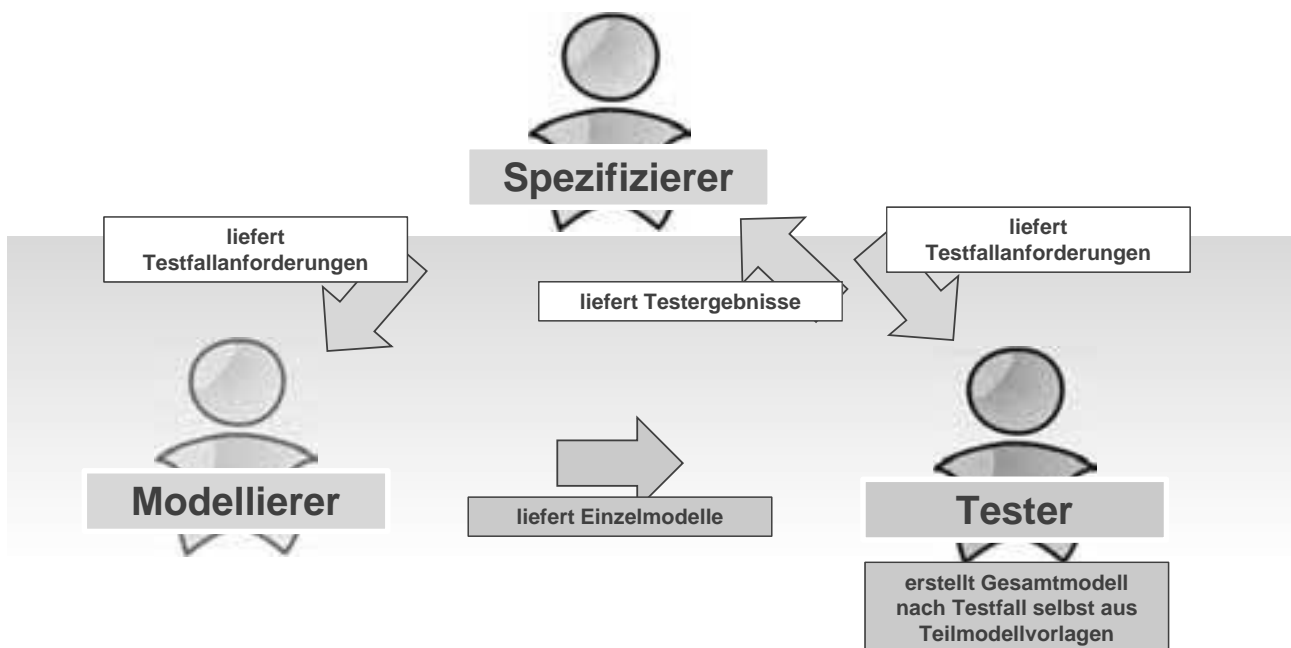 Spezifizierer
liefert
Testfallanforderungen
liefert
Testfallanforderungen
liefert Testergebnisse
Modellierer
liefert Einzelmodelle
Tester
erstellt Gesamtmodell
nach Testfall selbst aus
Teilmodellvorlagen